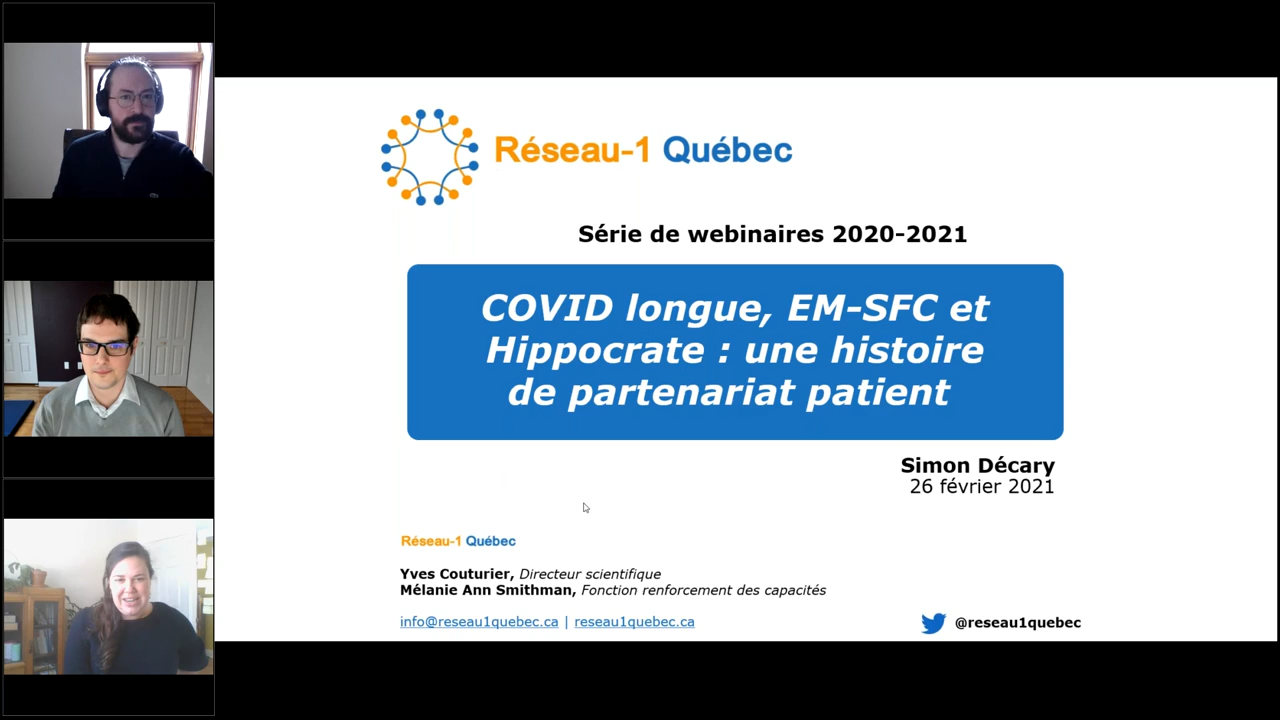 Réseau-1 Québec
Série de webinaires 2020-2021
COVID longue, EM-SFC et
Hippocrate : une histoire
de partenariat patient
Simon Décary
26 février 2021
Réseau-1 Québec
Yves Couturier, Directeur scientifique
Mélanie Ann Smithman, Fonction renforcement des capacités
info@reseau1quebec.ca | reseau1quebec.ca
@reseau1quebec